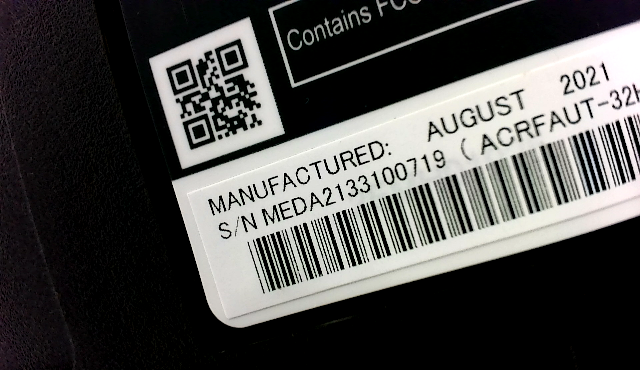 Contains FCC
MANUFACTURED: AUGUST 2021
S/N MEDA2133100719 ( ACRFAUT-32